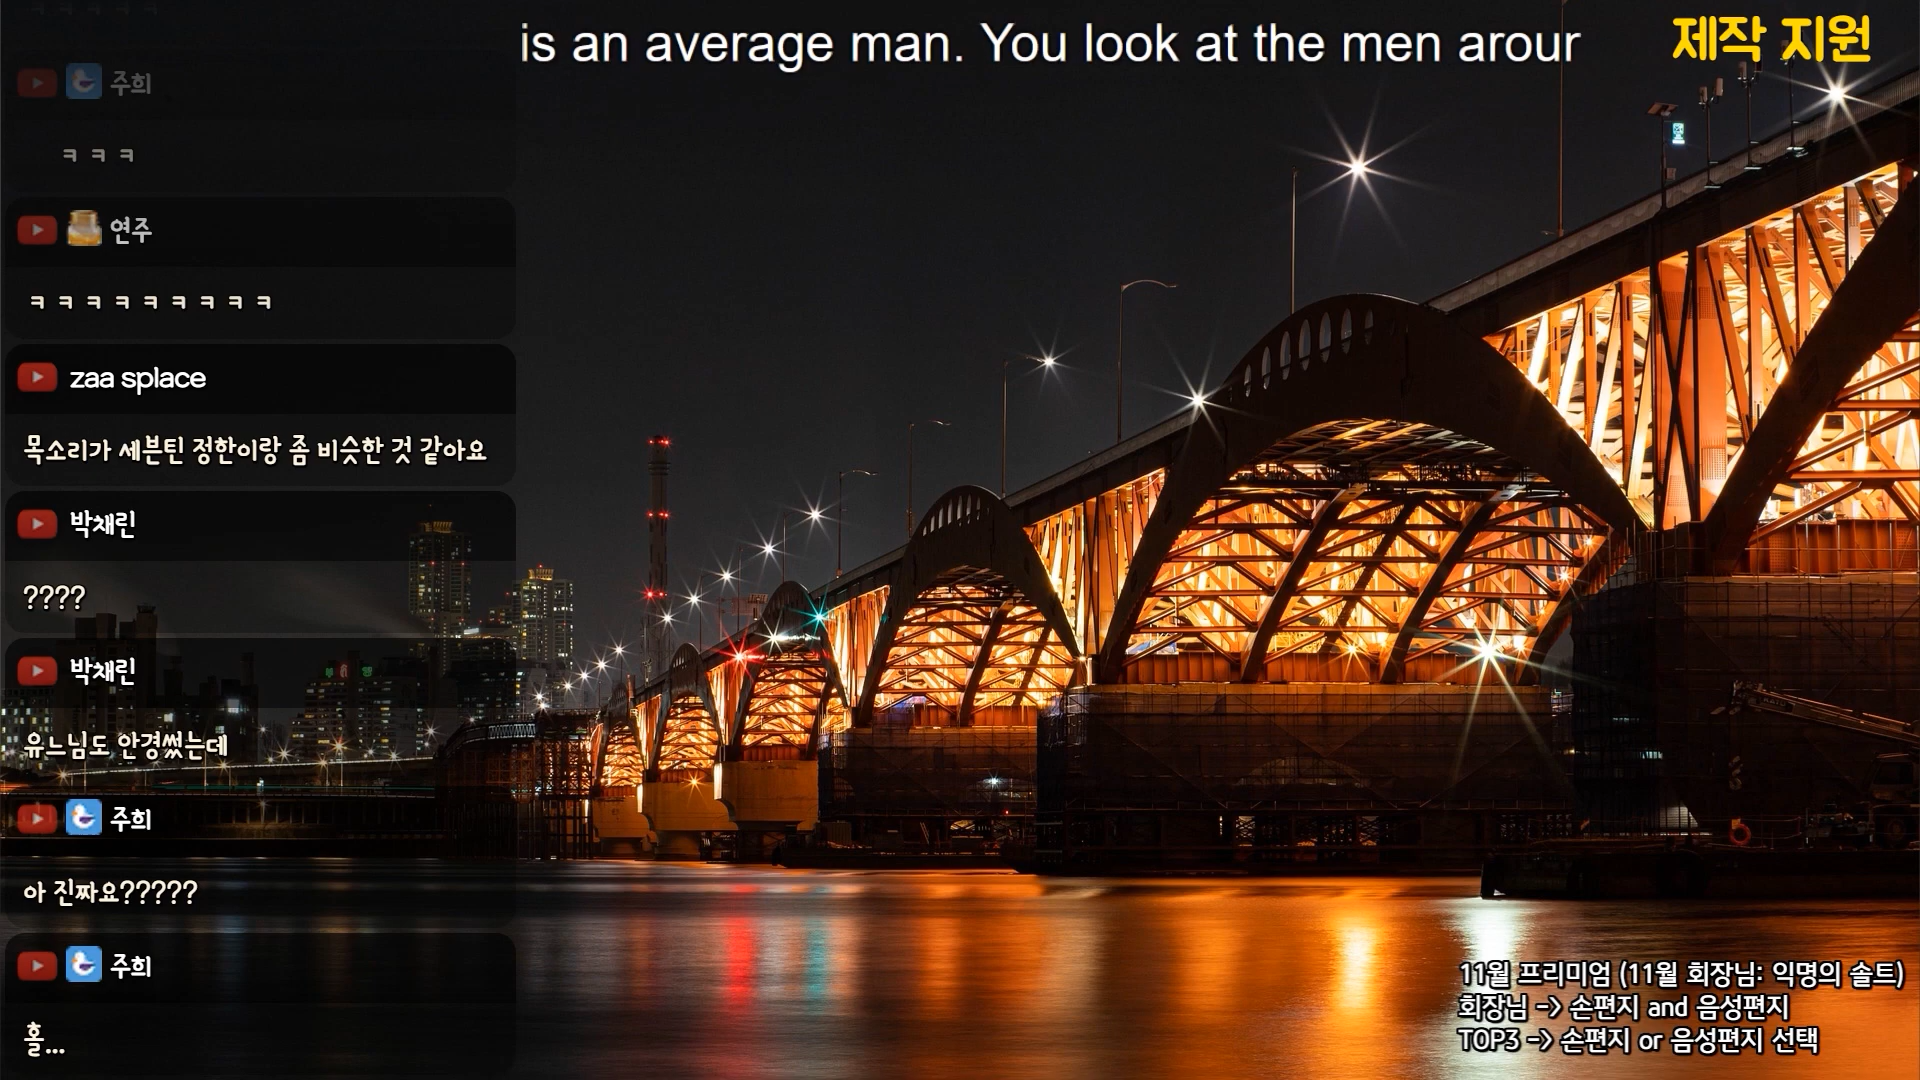 is an average man. You look at the men arour
제작 지원
주희
ㅋㅋㅋ
연주
ㅋㅋㅋㅋㅋㅋㅋㅋㅋ
zaa splace
목소리가 세븐틴 정한이랑 좀 비슷한 것 같아요
박채린
????
박채린
유느님도 안경썼는데
주희
아 진짜요?????
주희
홀...
11월 프리미엄 (11월 회장님: 익명의 솔트)
회장님 -> 손편지 and 음성편지
TOP3 -> 손편지 or 음성편지 선택